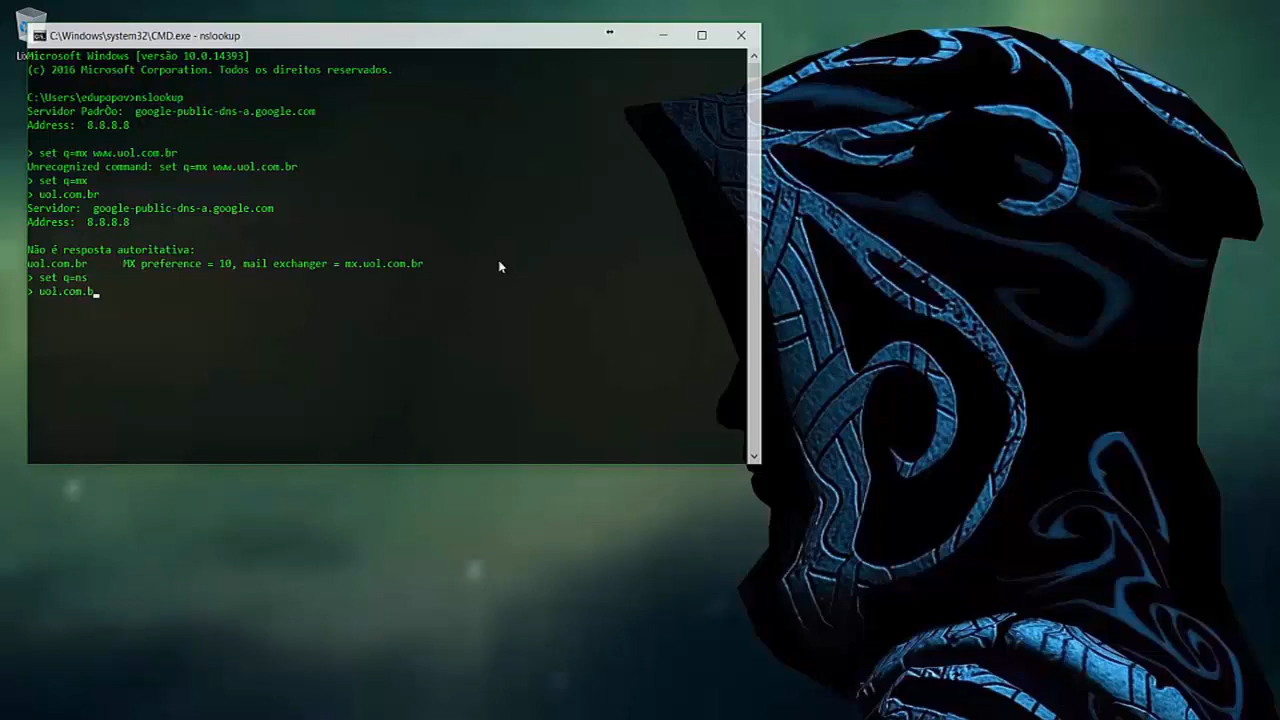 C:\Windows\system32\CMD.exe - nslookup
Microsoft Windows [versão 10.0.14393]
(c) 2016 Microsoft Corporation. Todos os direitos reservados.
C:\Users\edupopov>nslookup
Servidor PadrÒo:  google-public-dns-a.google.com
Address:  8.8.8.8
> set q=mx www.uol.com.br
Unrecognized command: set q=mx www.uol.com.br
> set q=mx
> uol.com.br
Servidor:  google-public-dns-a.google.com
Address:  8.8.8.8
Não é resposta autoritativa:
uol.com.br      MX preference = 10, mail exchanger = mx.uol.com.br
> set q=ns
> uol.com.b